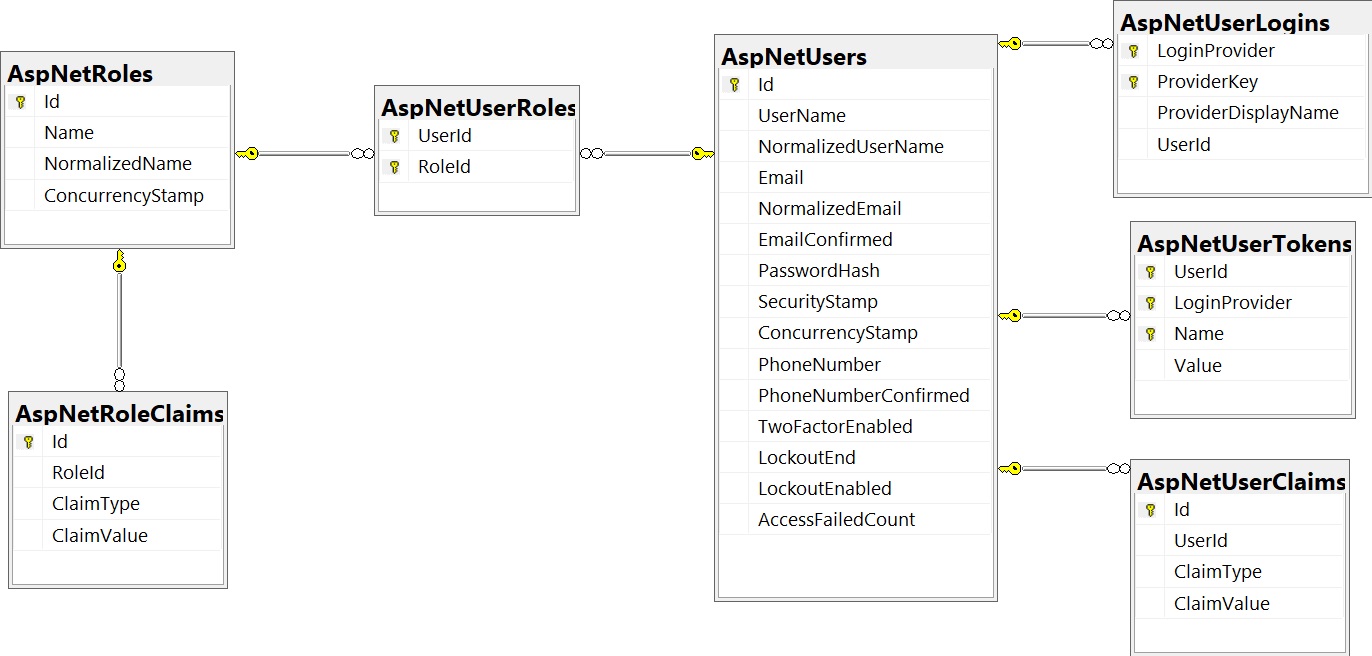 AspNetRoles
Id
Name
NormalizedName
ConcurrencyStamp
AspNetRoleClaims
Id
RoleId
ClaimType
ClaimValue
AspNetUserRoles
UserId
RoleId
AspNetUsers
Id
UserName
NormalizedUserName
Email
NormalizedEmail
EmailConfirmed
PasswordHash
SecurityStamp
ConcurrencyStamp
PhoneNumber
PhoneNumberConfirmed
TwoFactorEnabled
LockoutEnd
LockoutEnabled
AccessFailedCount
AspNetUserLogins
LoginProvider
ProviderKey
ProviderDisplayName
UserId
AspNetUserTokens
UserId
LoginProvider
Name
Value
AspNetUserClaims
Id
UserId
ClaimType
ClaimValue